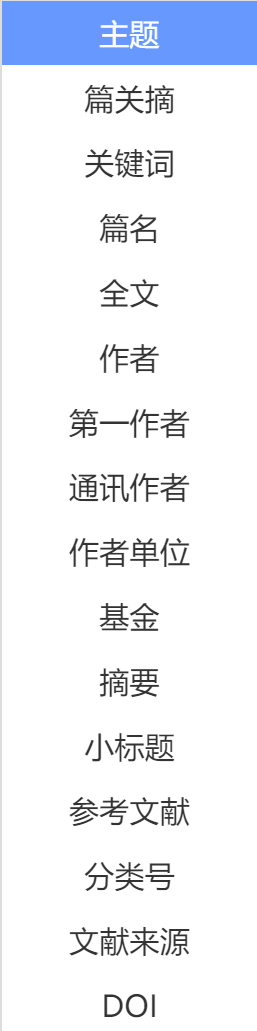 主题
篇关摘
关键词
篇名
全文
作者
第一作者
通讯作者
作者单位
基金
摘要
小标题
参考文献
分类号
文献来源
DOI